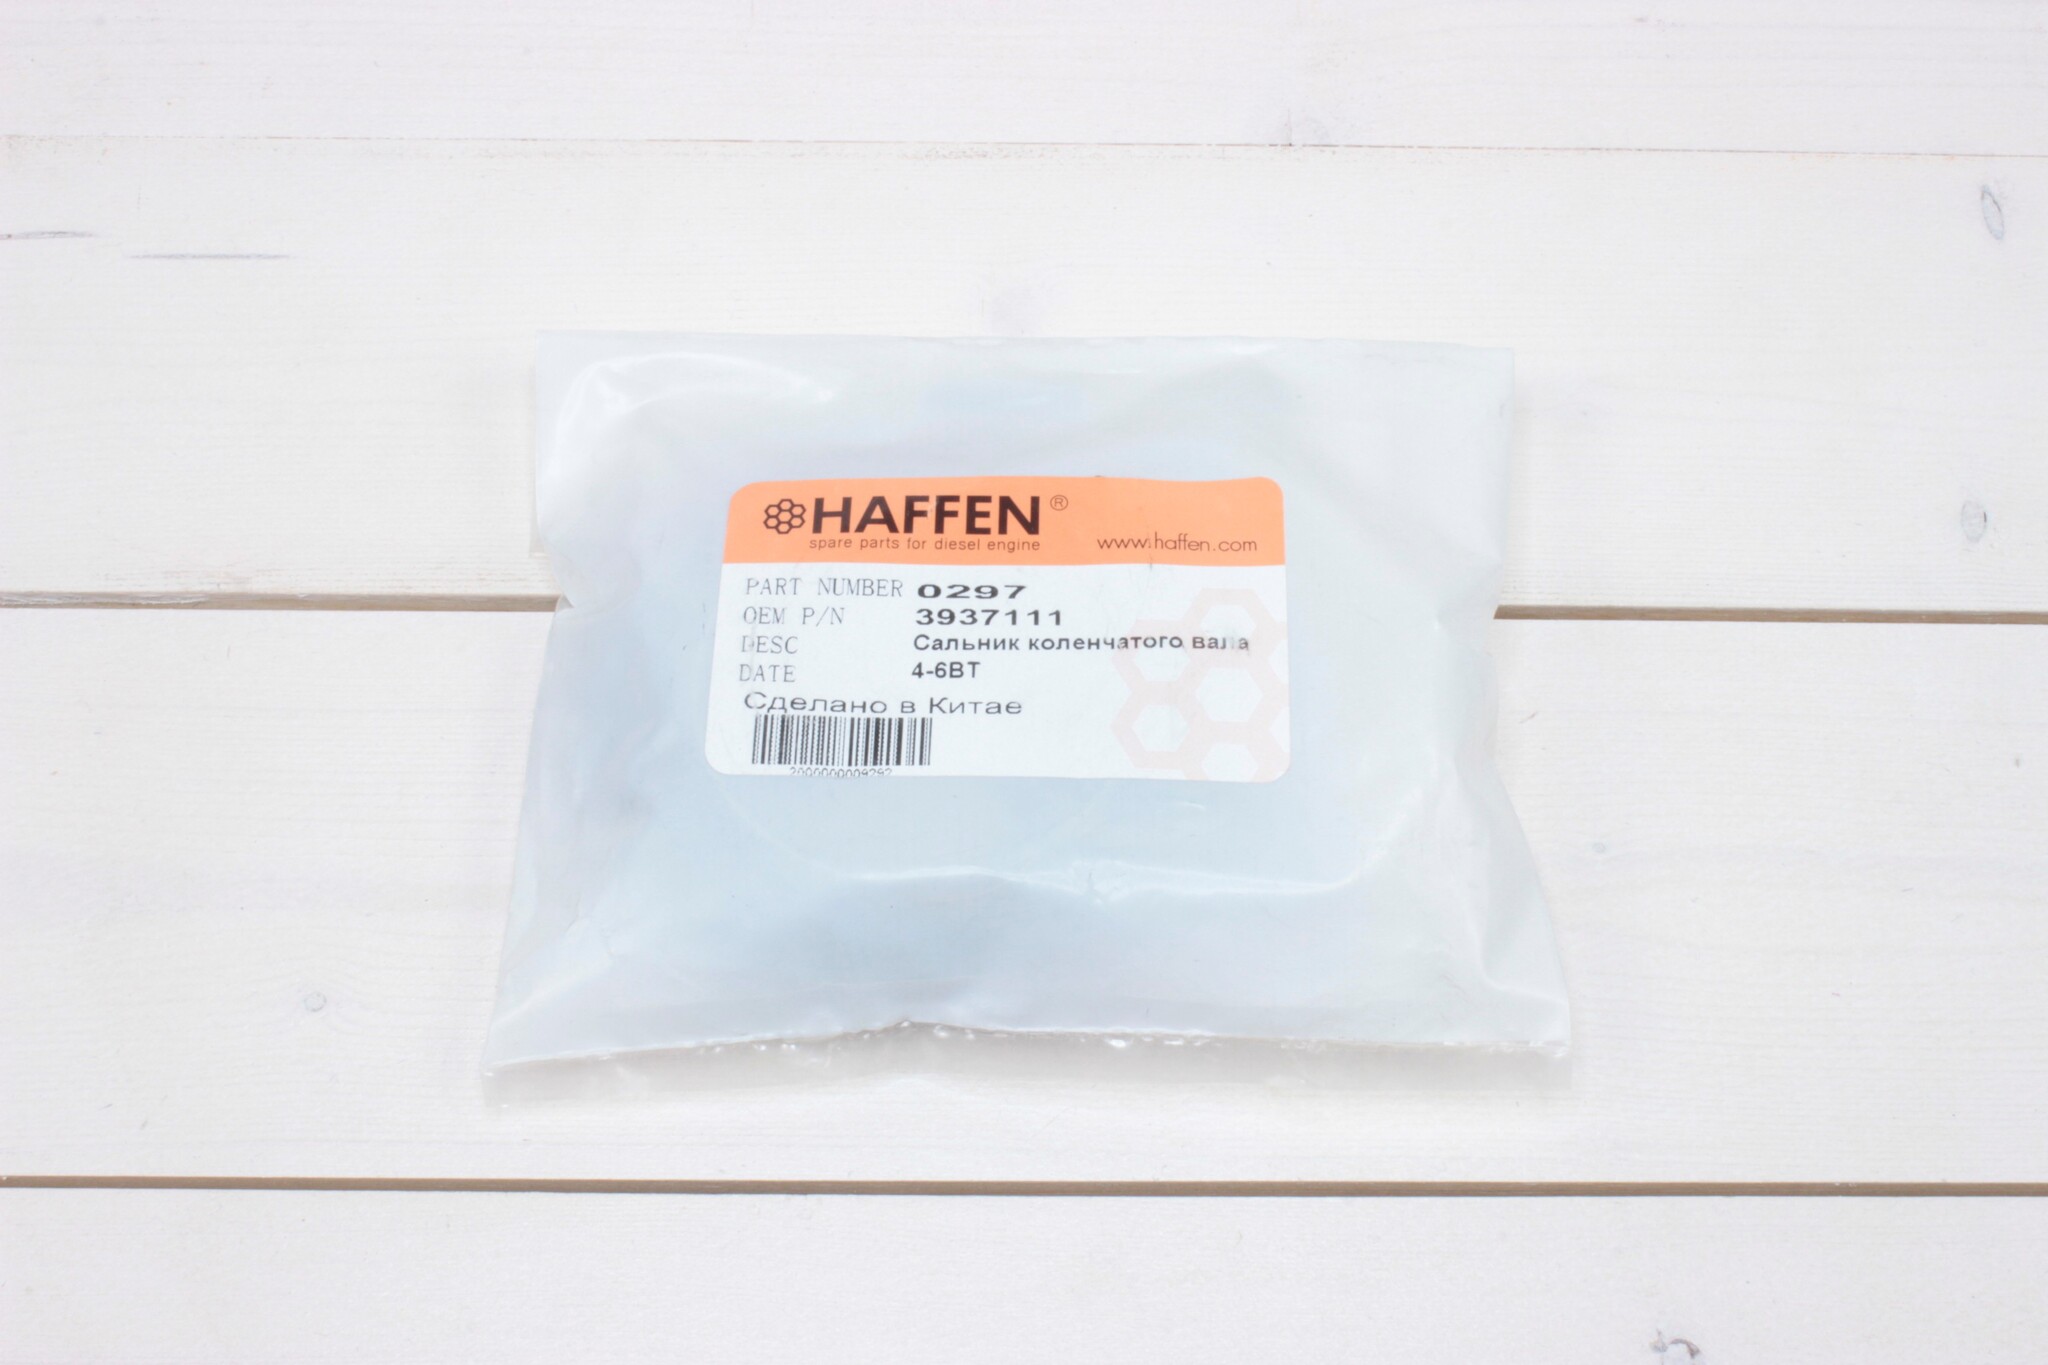 HAFFEN®
spare parts for diesel engine
www.haffen.com
PART NUMBER 0297
OEM P/N 3937111
DESC Сальник коленчатого вала
DATE 4-6BT
Сделано в Китае
2000000009292